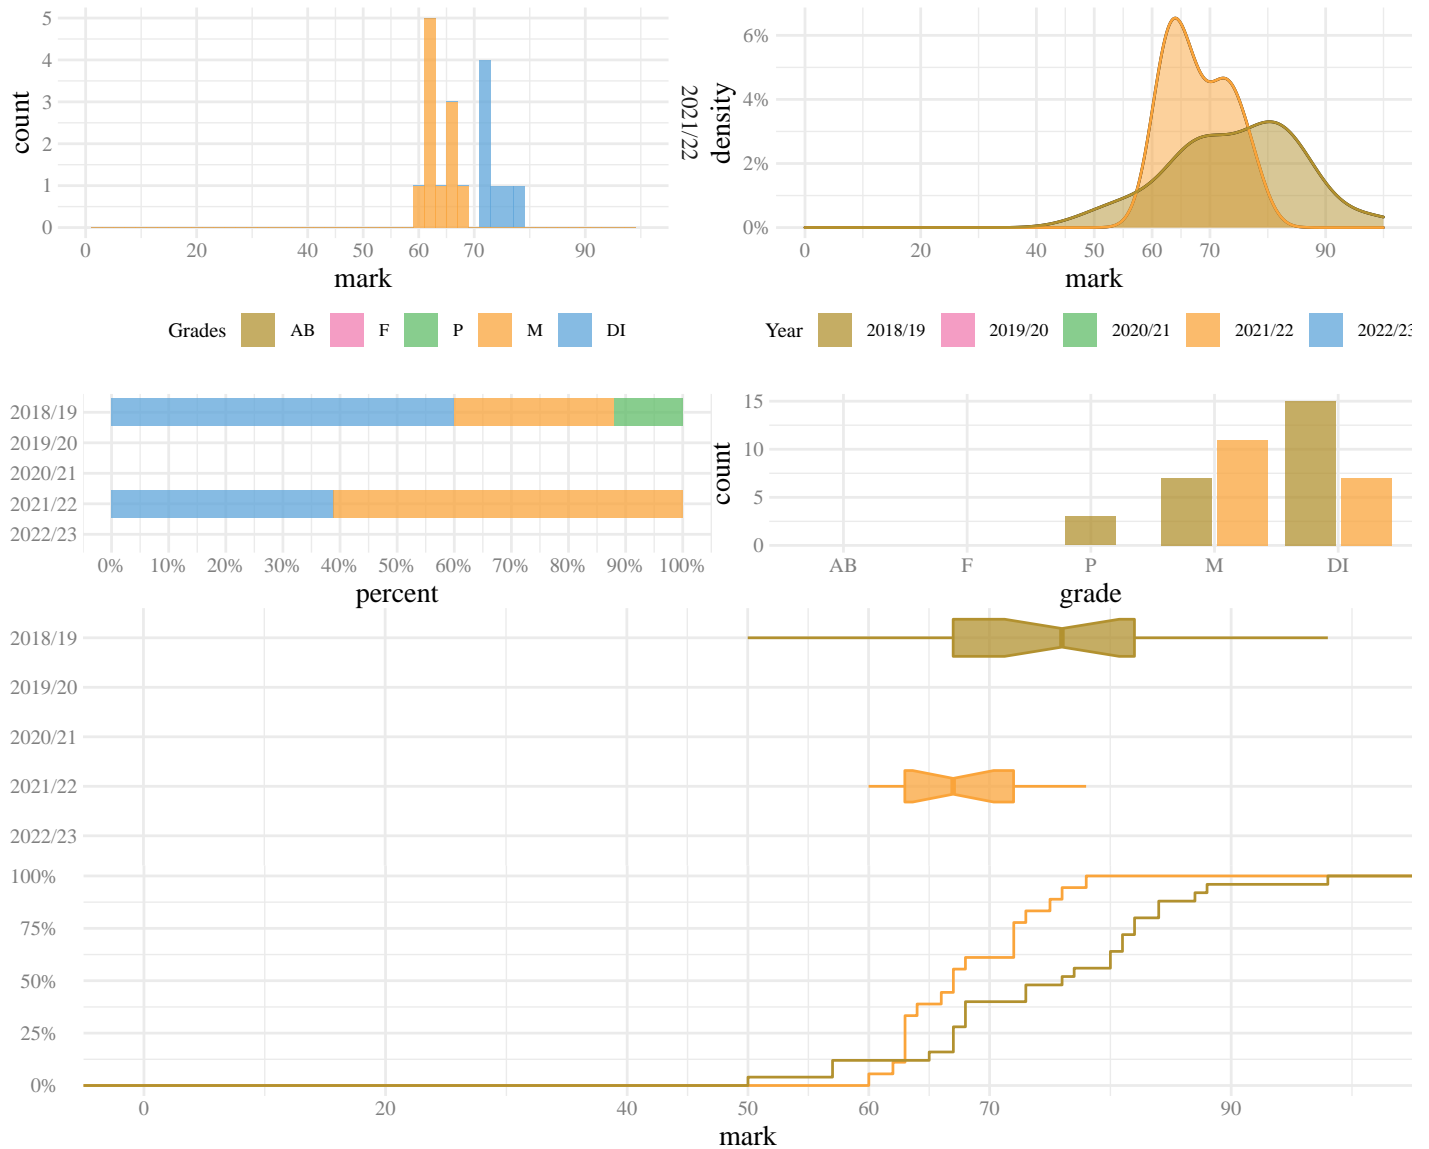 5
4
3
2
1
0
count
0 20 40 50 60 70 90
mark
2021/22
6%
4%
2%
0%
density
0 20 40 50 60 70 90
mark
Grades AB F P M DI
Year 2018/19 2019/20 2020/21 2021/22 2022/23
2018/19
2019/20
2020/21
2021/22
2022/23
0% 10% 20% 30% 40% 50% 60% 70% 80% 90% 100%
percent
15
10
5
0
count
AB F P M DI
grade
2018/19
2019/20
2020/21
2021/22
2022/23
100%
75%
50%
25%
0%
0 20 40 50 60 70 90
mark